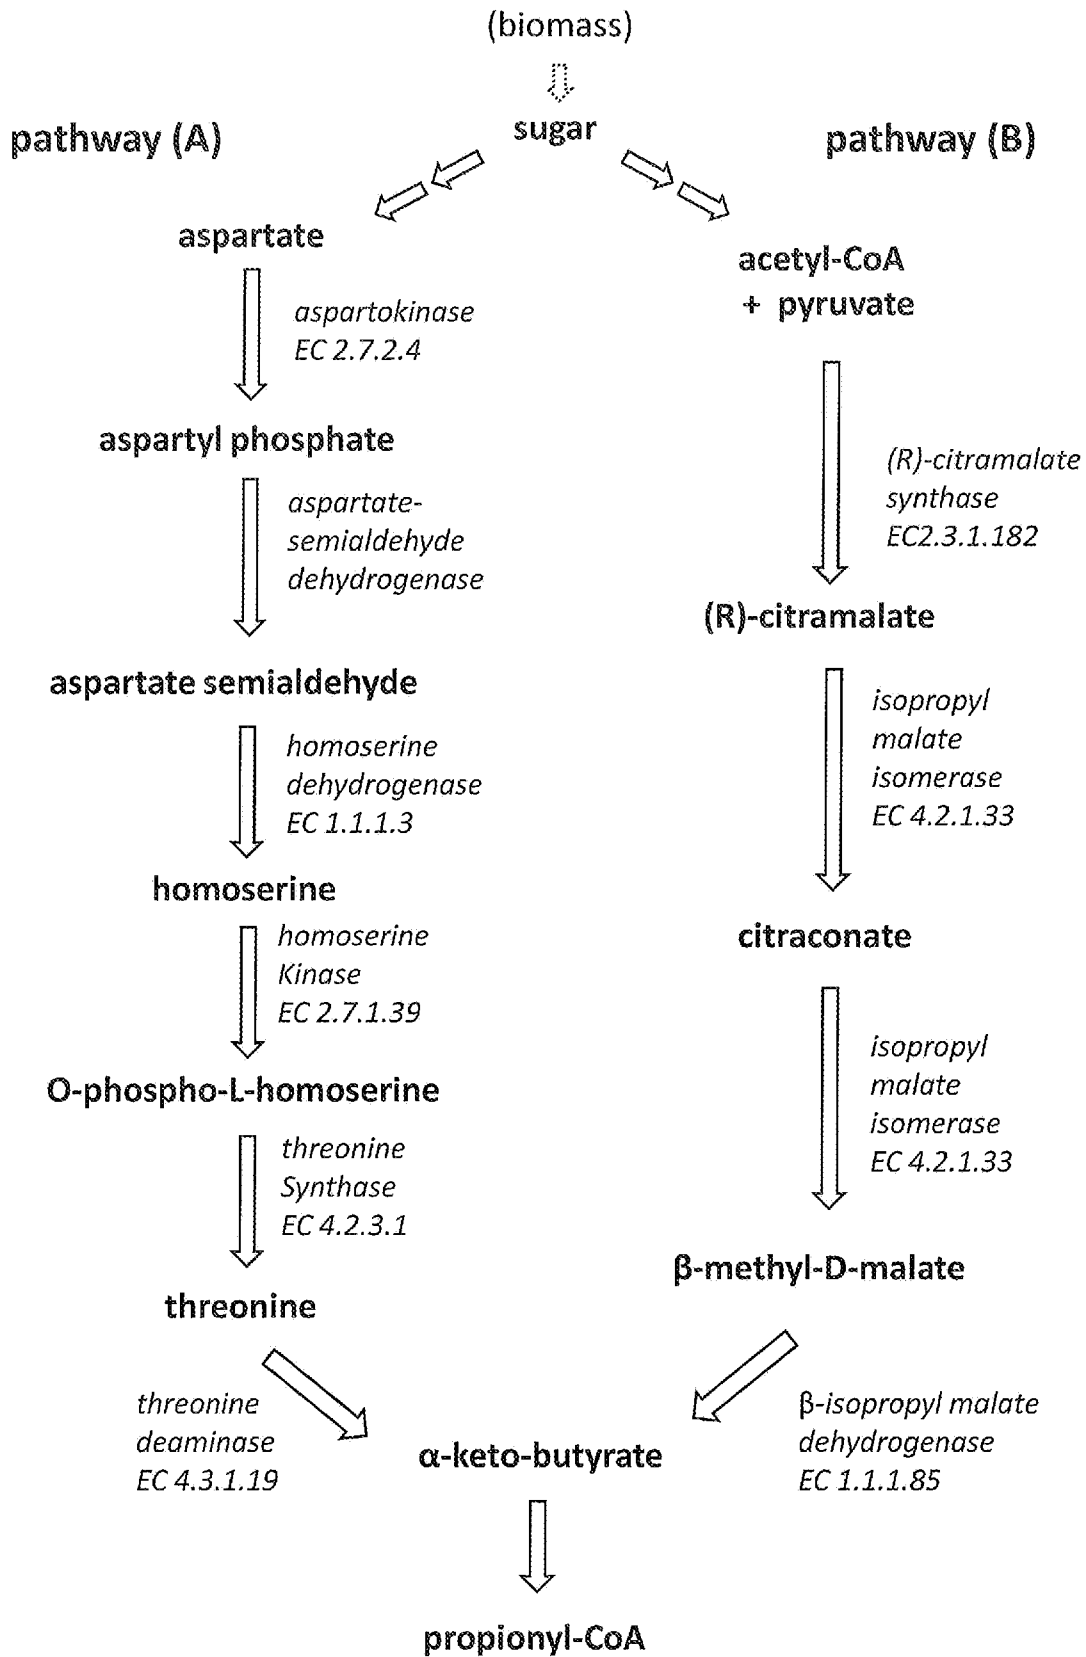 (biomass)
sugar
pathway (A)
pathway (B)
aspartate
aspartokinase
EC 2.7.2.4
aspartyl phosphate
aspartate-
semialdehyde
dehydrogenase
aspartate semialdehyde
homoserine
dehydrogenase
EC 1.1.1.3
homoserine
homoserine
Kinase
EC 2.7.1.39
O-phospho-L-homoserine
threonine
Synthase
EC 4.2.3.1
threonine
threonine
deaminase
EC 4.3.1.19
acetyl-CoA
+ pyruvate
(R)-citramalate
synthase
EC2.3.1.182
(R)-citramalate
isopropyl
malate
isomerase
EC 4.2.1.33
citraconate
isopropyl
malate
isomerase
EC 4.2.1.33
β-methyl-D-malate
β-isopropyl malate
dehydrogenase
EC 1.1.1.85
α-keto-butyrate
propionyl-CoA